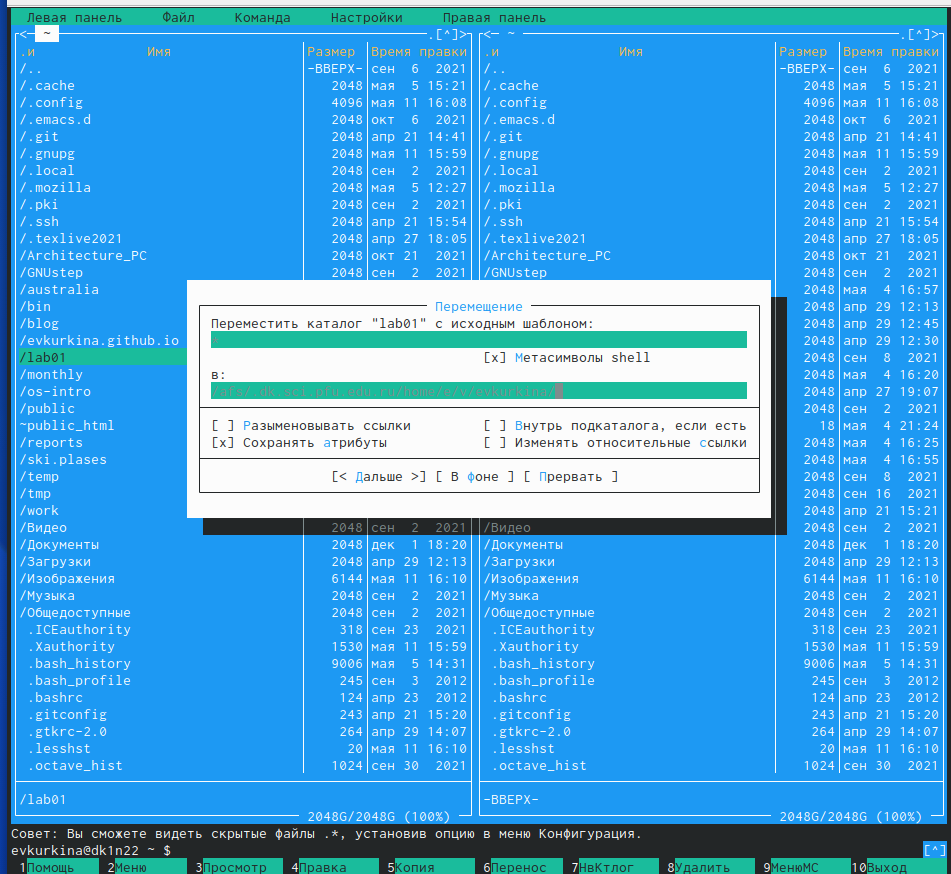 Левая панель Файл Команда Настройки Правая панель
<─ ~ .[^]> <─ ~ .[^]>
.и Имя Размер Время правки .и Имя Размер Время правки
/.. -ВВЕРХ- сен 6 2021 /.. -ВВЕРХ- сен 6 2021
/.cache 2048 мая 5 15:21 /.cache 2048 мая 5 15:21
/.config 4096 мая 11 16:08 /.config 4096 мая 11 16:08
/.emacs.d 2048 окт 6 2021 /.emacs.d 2048 окт 6 2021
/.git 2048 апр 21 14:41 /.git 2048 апр 21 14:41
/.gnupg 2048 мая 11 15:59 /.gnupg 2048 мая 11 15:59
/.local 2048 сен 2 2021 /.local 2048 сен 2 2021
/.mozilla 2048 мая 5 12:27 /.mozilla 2048 мая 5 12:27
/.pki 2048 сен 2 2021 /.pki 2048 сен 2 2021
/.ssh 2048 апр 21 15:54 /.ssh 2048 апр 21 15:54
/.texlive2021 2048 апр 27 18:05 /.texlive2021 2048 апр 27 18:05
/Architecture_PC 2048 окт 21 2021 /Architecture_PC 2048 окт 21 2021
/GNUstep 2048 сен 2 2021 /GNUstep 2048 сен 2 2021
/australia 2048 мая 4 16:57
/bin Перемещение 2048 апр 29 12:13
/blog Переместить каталог "lab01" с исходным шаблоном: 2048 апр 29 12:45
/evkurkina.github.io 2048 апр 29 12:30
/lab01 [x] Метасимволы shell 2048 сен 8 2021
/monthly в: 2048 мая 4 16:20
/os-intro 2048 апр 27 19:07
/public 2048 сен 2 2021
~public_html [ ] Разыменовывать ссылки [ ] Внутрь подкаталога, если есть 18 мая 4 21:24
/reports [x] Сохранять атрибуты [ ] Изменять относительные ссылки 2048 мая 4 16:25
/ski.plases 2048 мая 4 16:55
/temp [< Дальше >] [ В фоне ] [ Прервать ] 2048 сен 8 2021
/tmp 2048 сен 16 2021
/work 2048 апр 21 15:21
/Видео 2048 сен 2 2021 /Видео 2048 сен 2 2021
/Документы 2048 дек 1 18:20 /Документы 2048 дек 1 18:20
/Загрузки 2048 апр 29 12:13 /Загрузки 2048 апр 29 12:13
/Изображения 6144 мая 11 16:10 /Изображения 6144 мая 11 16:10
/Музыка 2048 сен 2 2021 /Музыка 2048 сен 2 2021
/Общедоступные 2048 сен 2 2021 /Общедоступные 2048 сен 2 2021
.ICEauthority 318 сен 23 2021 .ICEauthority 318 сен 23 2021
.Xauthority 1530 мая 11 15:59 .Xauthority 1530 мая 11 15:59
.bash_history 9006 мая 5 14:31 .bash_history 9006 мая 5 14:31
.bash_profile 245 сен 3 2012 .bash_profile 245 сен 3 2012
.bashrc 124 апр 23 2012 .bashrc 124 апр 23 2012
.gitconfig 243 апр 21 15:20 .gitconfig 243 апр 21 15:20
.gtkrc-2.0 264 апр 29 14:07 .gtkrc-2.0 264 апр 29 14:07
.lesshst 20 мая 11 16:10 .lesshst 20 мая 11 16:10
.octave_hist 1024 сен 30 2021 .octave_hist 1024 сен 30 2021
/lab01 -ВВЕРХ-
2048G/2048G (100%) 2048G/2048G (100%)
Совет: Вы сможете видеть скрытые файлы .*, установив опцию в меню Конфигурация.
evkurkina@dk1n22 ~ $ [^]
1Помощь 2Меню 3Просмотр 4Правка 5Копия 6Перенос 7НвКтлог 8Удалить 9МенюMC 10Выход